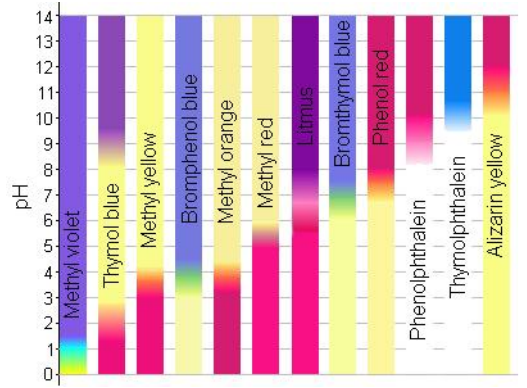 14
13
12
11
10
9
8
7
6
5
4
3
2
1
0
pH
Methyl violet
Thymol blue
Methyl yellow
Bromphenol blue
Methyl orange
Methyl red
Litmus
Bromthymol blue
Phenol red
Phenolphthalein
Thymolphthalein
Alizarin yellow